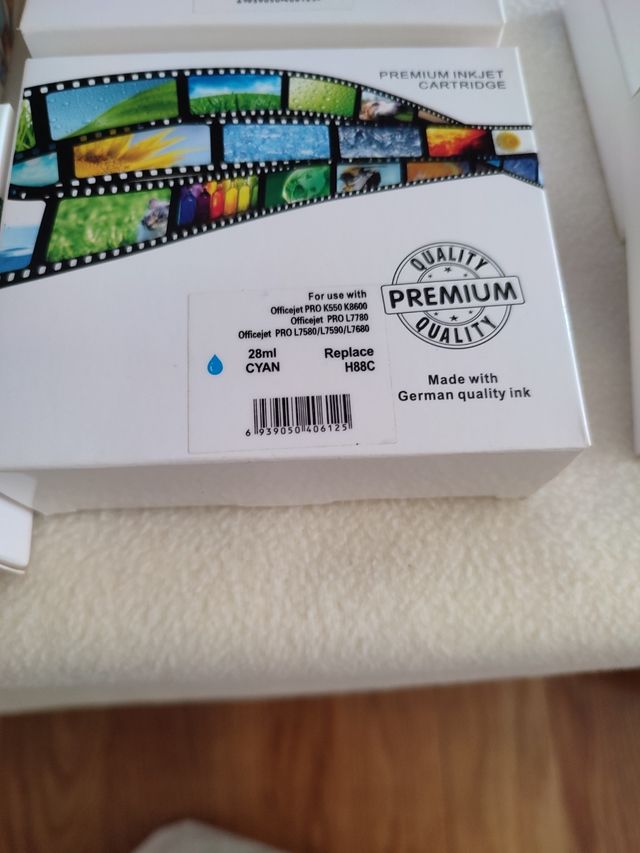 PREMIUM INKJET
CARTRIDGE
QUALITY
PREMIUM
QUALITY
For use with
Officejet PRO K550 K8600
Officejet PRO L7780
Officejet PRO L7580/L7590/L7680
28ml Replace
CYAN H88C
6 939050 406125
Made with
German quality ink